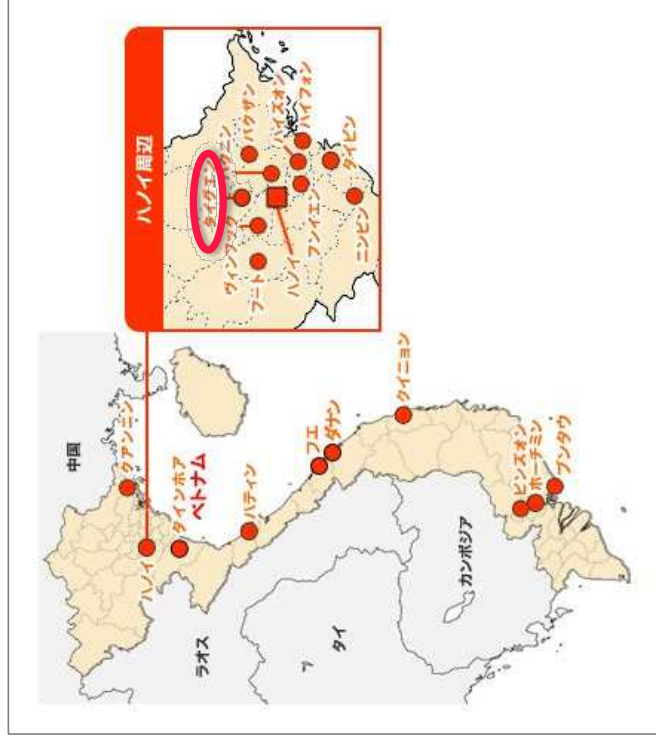 中国
クアンニン
ハノイ
タインホア
ベトナム
ハティン
ラオス
フエ
ダナン
クイニョン
タイ
カンボジア
ビンズオン
ホーチミン
ブンタウ
ハノイ周辺
タイグエン
バクザン
ハイズオン
ハイフォン
ヴィンフック
フート
ハノイ
フンイエン
タイビン
ニンビン